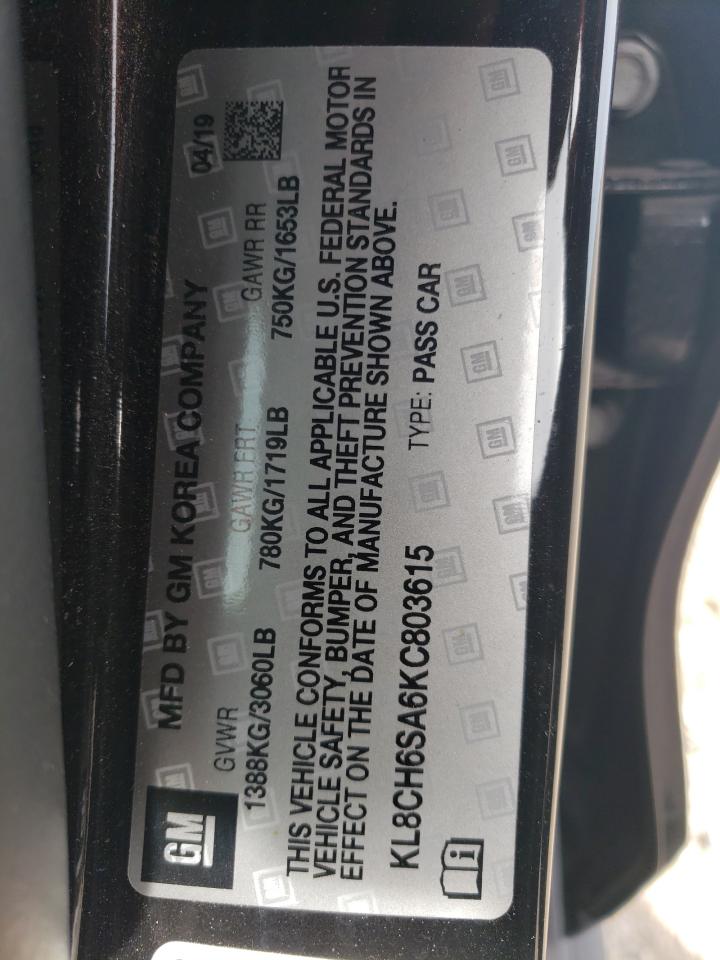 GM
MFD BY GM KOREA COMPANY 04/19
GVWR GAWR FRT GAWR RR
1388KG/3060LB 780KG/1719LB 750KG/1653LB
THIS VEHICLE CONFORMS TO ALL APPLICABLE U.S. FEDERAL MOTOR
VEHICLE SAFETY, BUMPER, AND THEFT PREVENTION STANDARDS IN
EFFECT ON THE DATE OF MANUFACTURE SHOWN ABOVE.
KL8CH6SA6KC803615 TYPE: PASS CAR